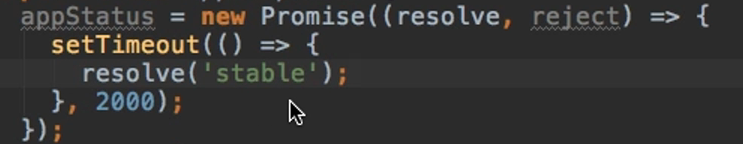 appStatus = new Promise((resolve, reject) => {
setTimeout(() => {
resolve('stable');
}, 2000);
});